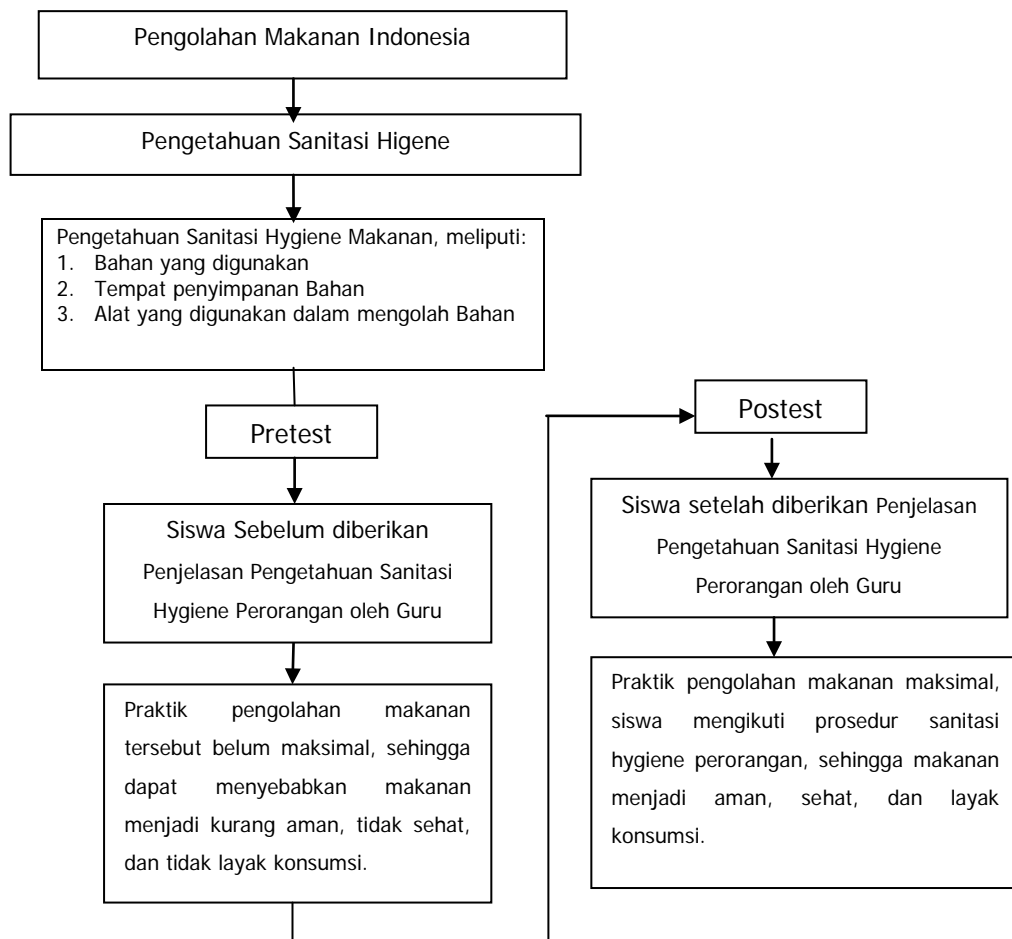 Pengolahan Makanan Indonesia
Pengetahuan Sanitasi Higene
Pengetahuan Sanitasi Hygiene Makanan, meliputi:
1. Bahan yang digunakan
2. Tempat penyimpanan Bahan
3. Alat yang digunakan dalam mengolah Bahan
Pretest
Siswa Sebelum diberikan
Penjelasan Pengetahuan Sanitasi
Hygiene Perorangan oleh Guru
Praktik pengolahan makanan
tersebut belum maksimal, sehingga
dapat menyebabkan makanan
menjadi kurang aman, tidak sehat,
dan tidak layak konsumsi.
Postest
Siswa setelah diberikan Penjelasan
Pengetahuan Sanitasi Hygiene
Perorangan oleh Guru
Praktik pengolahan makanan maksimal,
siswa mengikuti prosedur sanitasi
hygiene perorangan, sehingga makanan
menjadi aman, sehat, dan layak
konsumsi.